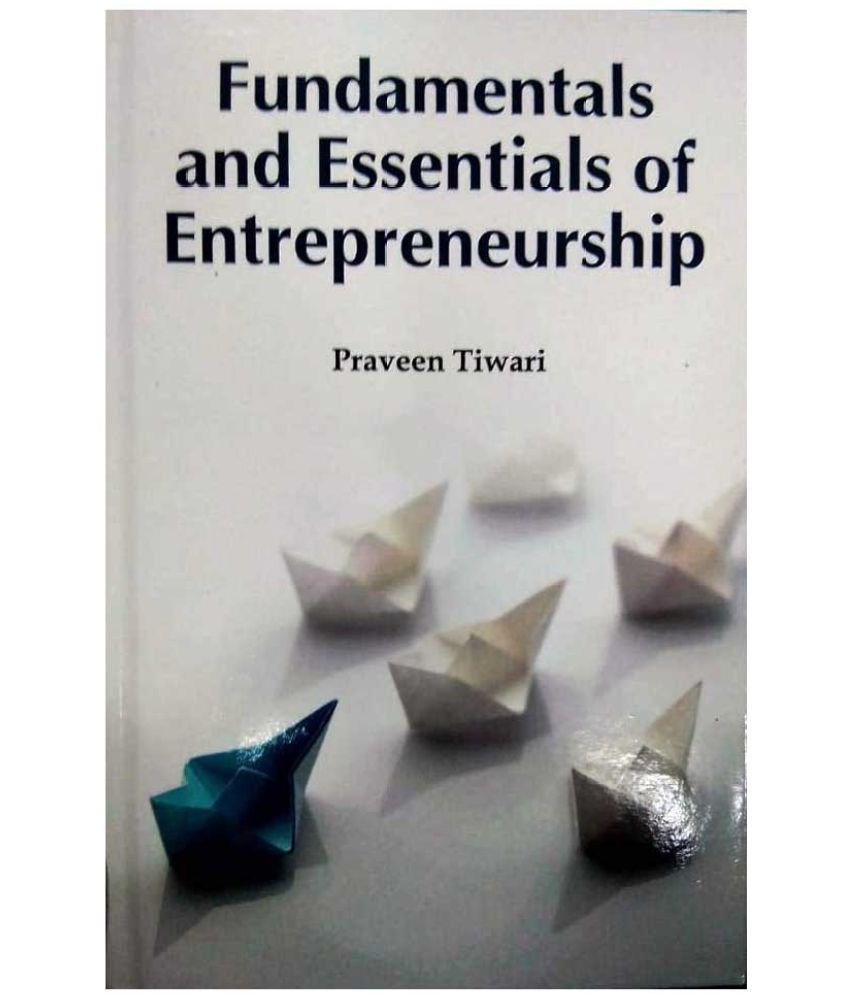 Fundamentals
and Essentials of
Entrepreneurship
Praveen Tiwari